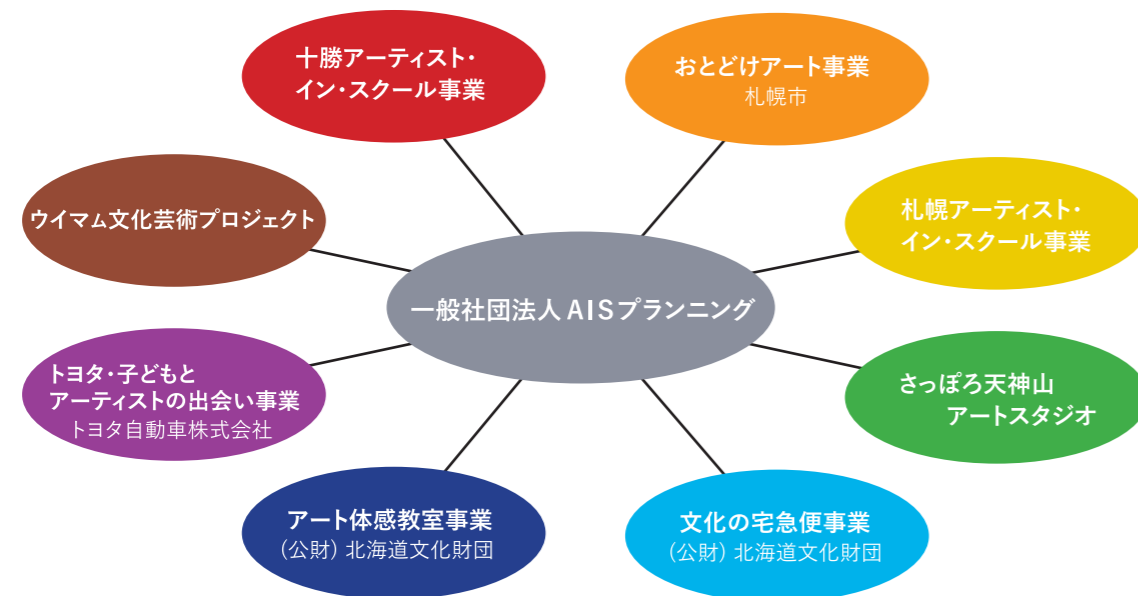 十勝アーティスト・
イン・スクール事業
おとどけアート事業
札幌市
ウイマム文化芸術プロジェクト
札幌アーティスト・
イン・スクール事業
一般社団法人 AISプランニング
トヨタ・子どもと
アーティストの出会い事業
トヨタ自動車株式会社
さっぽろ天神山
アートスタジオ
アート体感教室事業
(公財) 北海道文化財団
文化の宅急便事業
(公財) 北海道文化財団